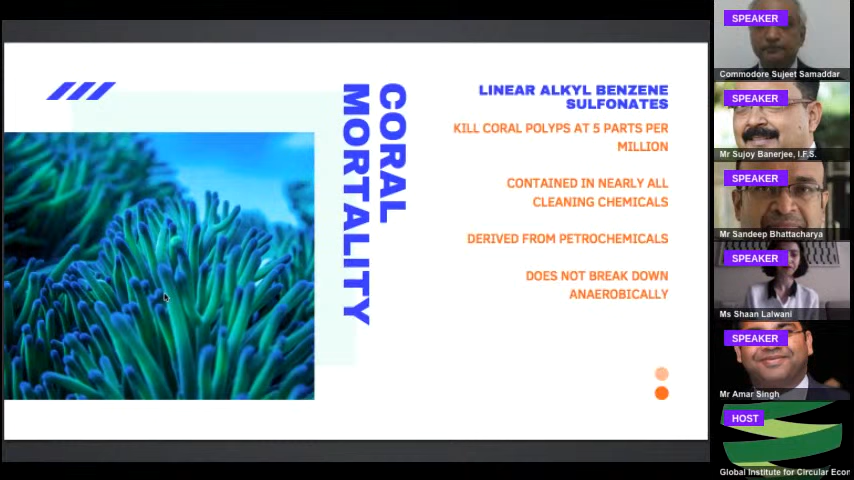 CORAL
MORTALITY
LINEAR ALKYL BENZENE
SULFONATES
KILL CORAL POLYPS AT 5 PARTS PER
MILLION
CONTAINED IN NEARLY ALL
CLEANING CHEMICALS
DERIVED FROM PETROCHEMICALS
DOES NOT BREAK DOWN
ANAEROBICALLY
SPEAKER
Commodore Sujeet Samaddar
SPEAKER
Mr Sujoy Banerjee, I.F.S.
SPEAKER
Mr Sandeep Bhattacharya
SPEAKER
Ms Shaan Lalwani
SPEAKER
Mr Amar Singh
HOST
Global Institute for Circular Econ